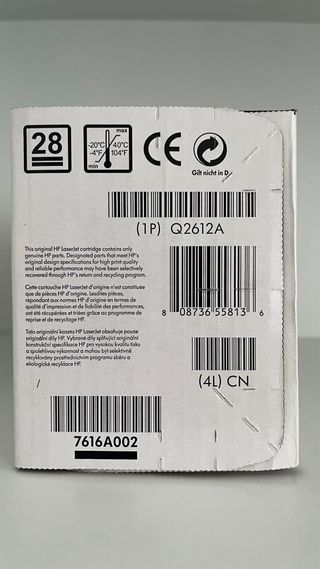 28
max
-20°C 40°C
-4°F 104°F
min
CE
Gilt nicht in D
(1P) Q2612A
This original HP LaserJet cartridge contains only
genuine HP parts. Designated parts that meet HP's
original design specifications for high print quality
and reliable performance may have been selectively
recovered through HP's return and recycling program.
Cette cartouche HP LaserJet d'origine n'est constituée
que de pièces HP d'origine. Lesdites pièces,
répondant aux normes HP d'origine en termes de
qualité d'impression et de fiabilité des performances,
ont été récupérées et triées grâce au programme de
reprise et de recyclage HP.
8 08736 55813 6
Tato originální kazeta HP LaserJet obsahuje pouze
originální díly HP. Vybrané díly splňující originální
konstrukční specifikace HP pro vysokou kvalitu tisku
a spolehlivou výkonnost a mohou být selektivně
recyklovány prostřednictvím programu sběru a
ekologické recyklace HP.
(4L) CN
7616A002